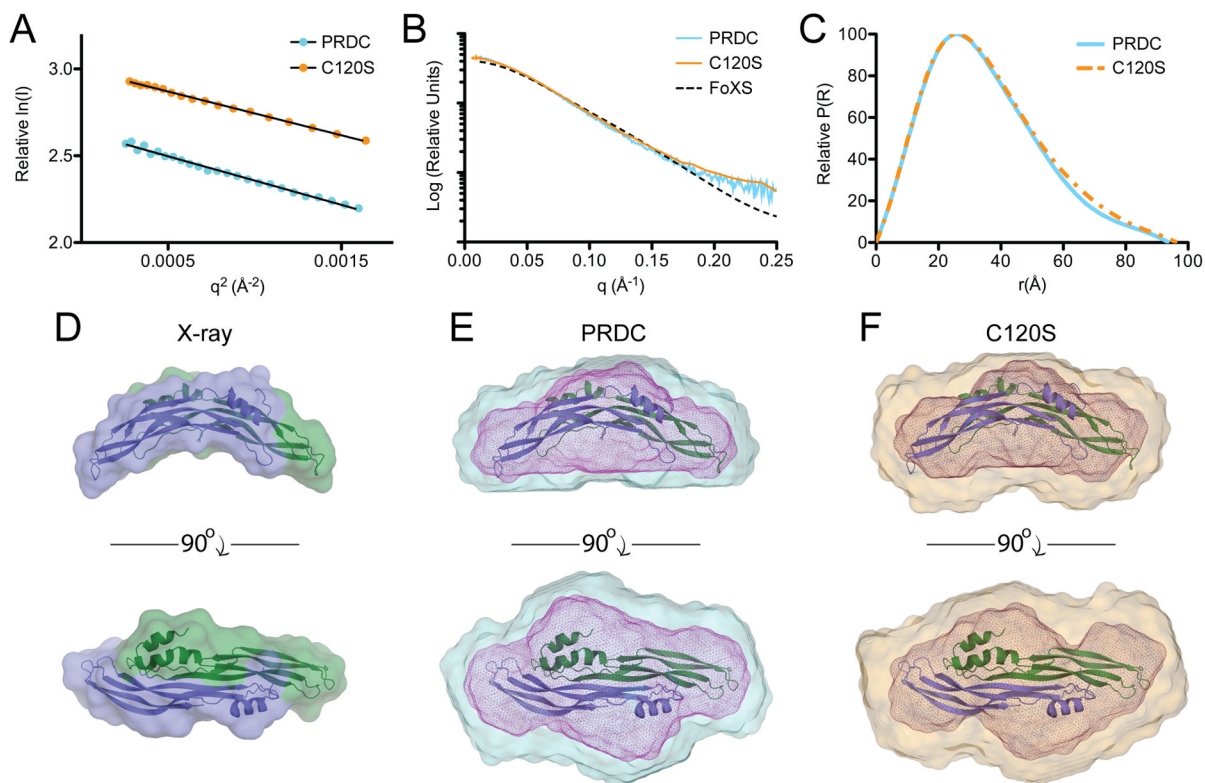 A
PRDC
C120S
3.0
2.5
2.0
Relative ln(I)
0.0005
0.0015
q² (Å⁻²)
B
PRDC
C120S
FoXS
Log (Relative Units)
0.00
0.05
0.10
0.15
0.20
0.25
q (Å⁻¹)
C
PRDC
C120S
100
80
60
40
20
0
Relative P(R)
0
20
40
60
80
100
r(Å)
D
X-ray
E
PRDC
F
C120S
90°
90°
90°